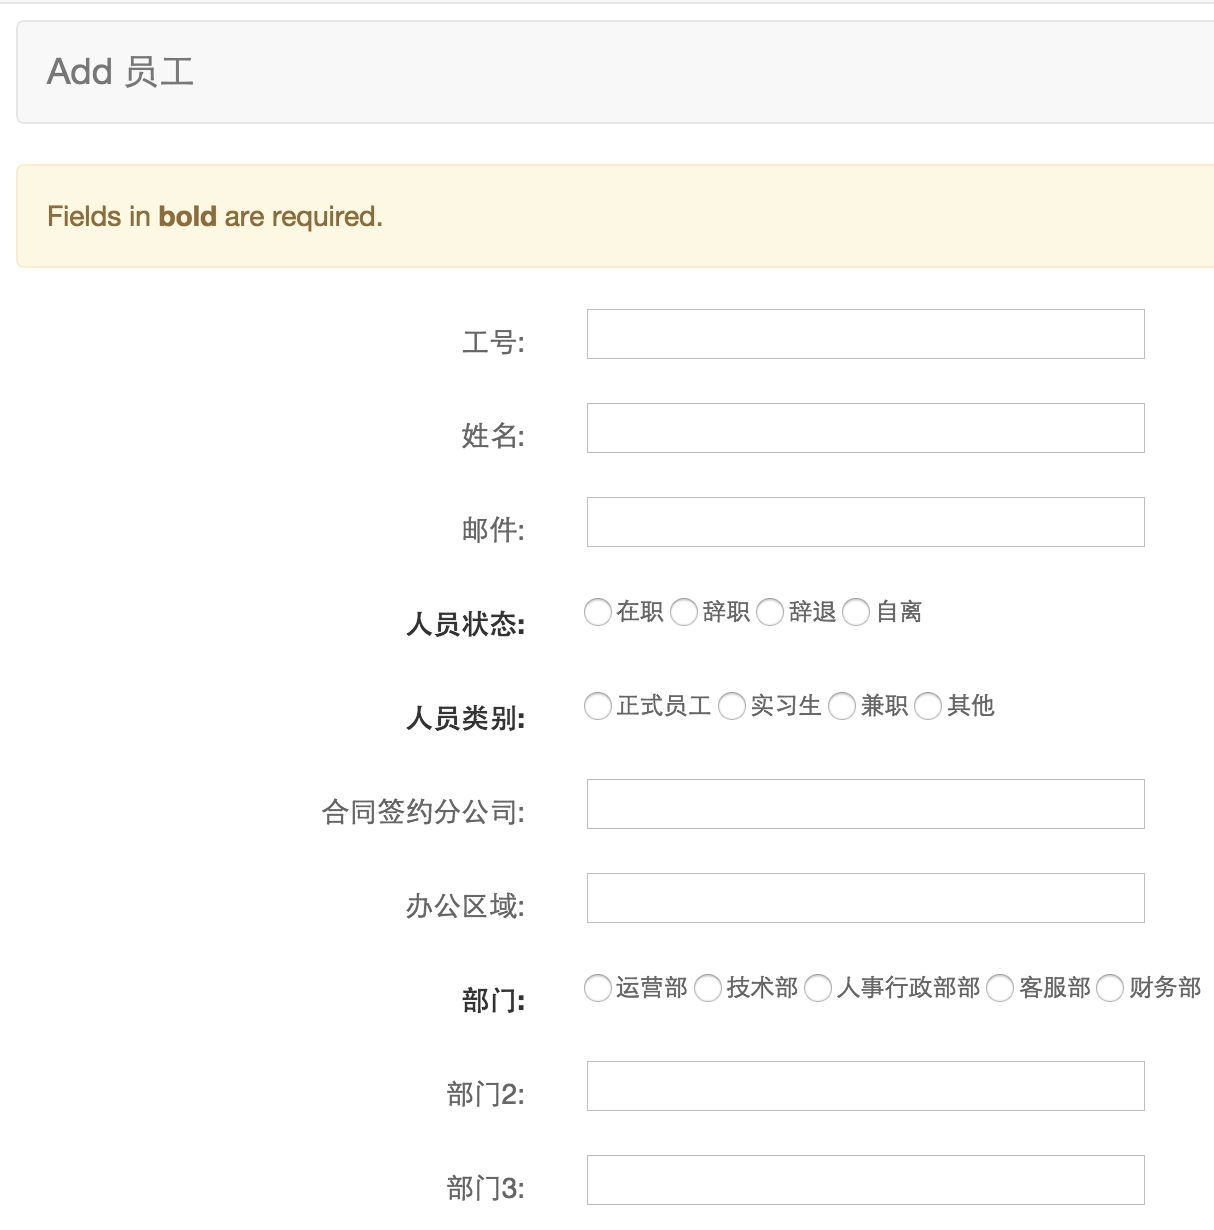 Add 员工
Fields in bold are required.
工号:
姓名:
邮件:
人员状态: 在职 辞职 辞退 自离
人员类别: 正式员工 实习生 兼职 其他
合同签约分公司:
办公区域:
部门: 运营部 技术部 人事行政部部 客服部 财务部
部门2:
部门3: